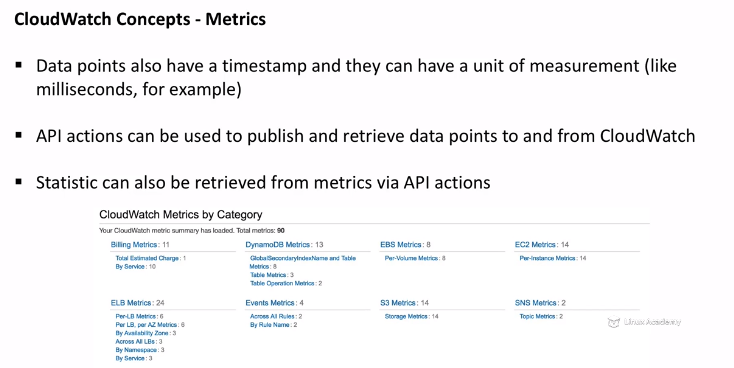 CloudWatch Concepts - Metrics
▪ Data points also have a timestamp and they can have a unit of measurement (like
milliseconds, for example)
▪ API actions can be used to publish and retrieve data points to and from CloudWatch
▪ Statistic can also be retrieved from metrics via API actions
CloudWatch Metrics by Category
Your CloudWatch metric summary has loaded. Total metrics: 90
Billing Metrics: 11
Total Estimated Charge: 1
By Service: 10
DynamoDB Metrics: 13
GlobalSecondaryIndexName and Table
Metrics: 8
Table Metrics: 3
Table Operation Metrics: 2
EBS Metrics: 8
Per-Volume Metrics: 8
EC2 Metrics: 14
Per-Instance Metrics: 14
ELB Metrics: 24
Per-LB Metrics: 6
Per LB, per AZ Metrics: 6
By Availability Zone: 3
Across All LBs: 3
By Namespace: 3
By Service: 3
Events Metrics: 4
Across All Rules: 2
By Rule Name: 2
S3 Metrics: 14
Storage Metrics: 14
SNS Metrics: 2
Topic Metrics: 2
Linux Academy